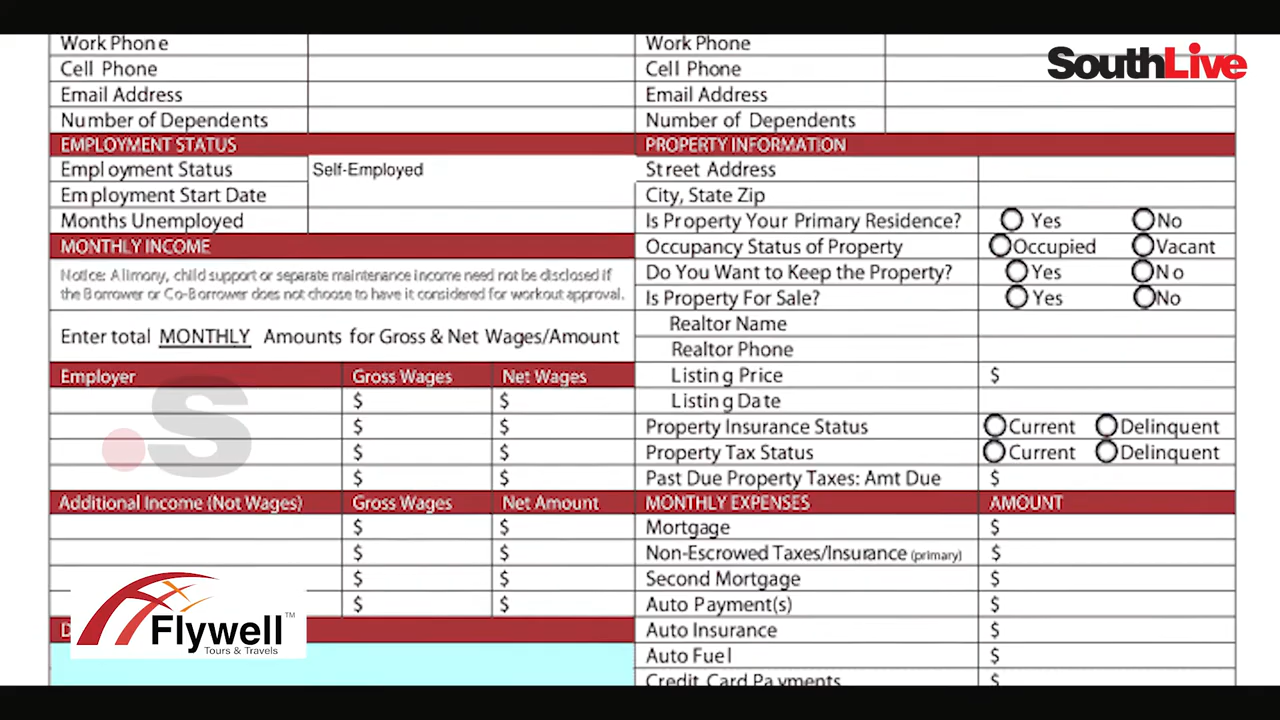 SouthLive
Work Phone
Cell Phone
Email Address
Number of Dependents
EMPLOYMENT STATUS
Employment Status Self-Employed
Employment Start Date
Months Unemployed
MONTHLY INCOME
Notice: Alimony, child support or separate maintenance income need not be disclosed if
the Borrower or Co-Borrower does not choose to have it considered for workout approval.
Enter total MONTHLY Amounts for Gross & Net Wages/Amount
Employer Gross Wages Net Wages
$ $
$ $
$ $
$ $
Additional Income (Not Wages) Gross Wages Net Amount
$ $
$ $
$ $
$ $
Work Phone
Cell Phone
Email Address
Number of Dependents
PROPERTY INFORMATION
Street Address
City, State Zip
Is Property Your Primary Residence? Yes No
Occupancy Status of Property Occupied Vacant
Do You Want to Keep the Property? Yes No
Is Property For Sale? Yes No
Realtor Name
Realtor Phone
Listing Price $
Listing Date
Property Insurance Status Current Delinquent
Property Tax Status Current Delinquent
Past Due Property Taxes: Amt Due $
MONTHLY EXPENSES AMOUNT
Mortgage $
Non-Escrowed Taxes/Insurance (primary) $
Second Mortgage $
Auto Payment(s) $
Auto Insurance $
Auto Fuel $
Credit Card Payments
.S
Flywell™
Tours & Travels